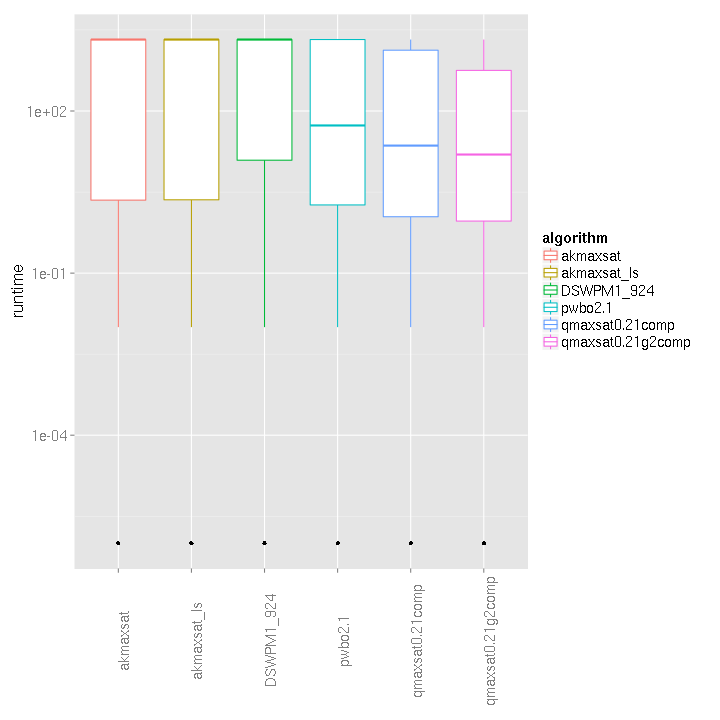 1e+02
1e-01
1e-04
runtime
algorithm
akmaxsat
akmaxsat_ls
DSWPM1_924
pwbo2.1
qmaxsat0.21comp
qmaxsat0.21g2comp
akmaxsat
akmaxsat_ls
DSWPM1_924
pwbo2.1
qmaxsat0.21comp
qmaxsat0.21g2comp